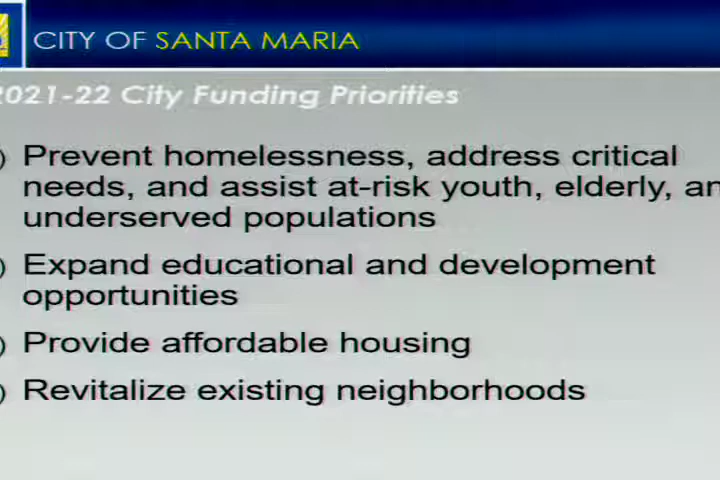 CITY OF SANTA MARIA
2021-22 City Funding Priorities
) Prevent homelessness, address critical
needs, and assist at-risk youth, elderly, an
underserved populations
) Expand educational and development
opportunities
) Provide affordable housing
) Revitalize existing neighborhoods